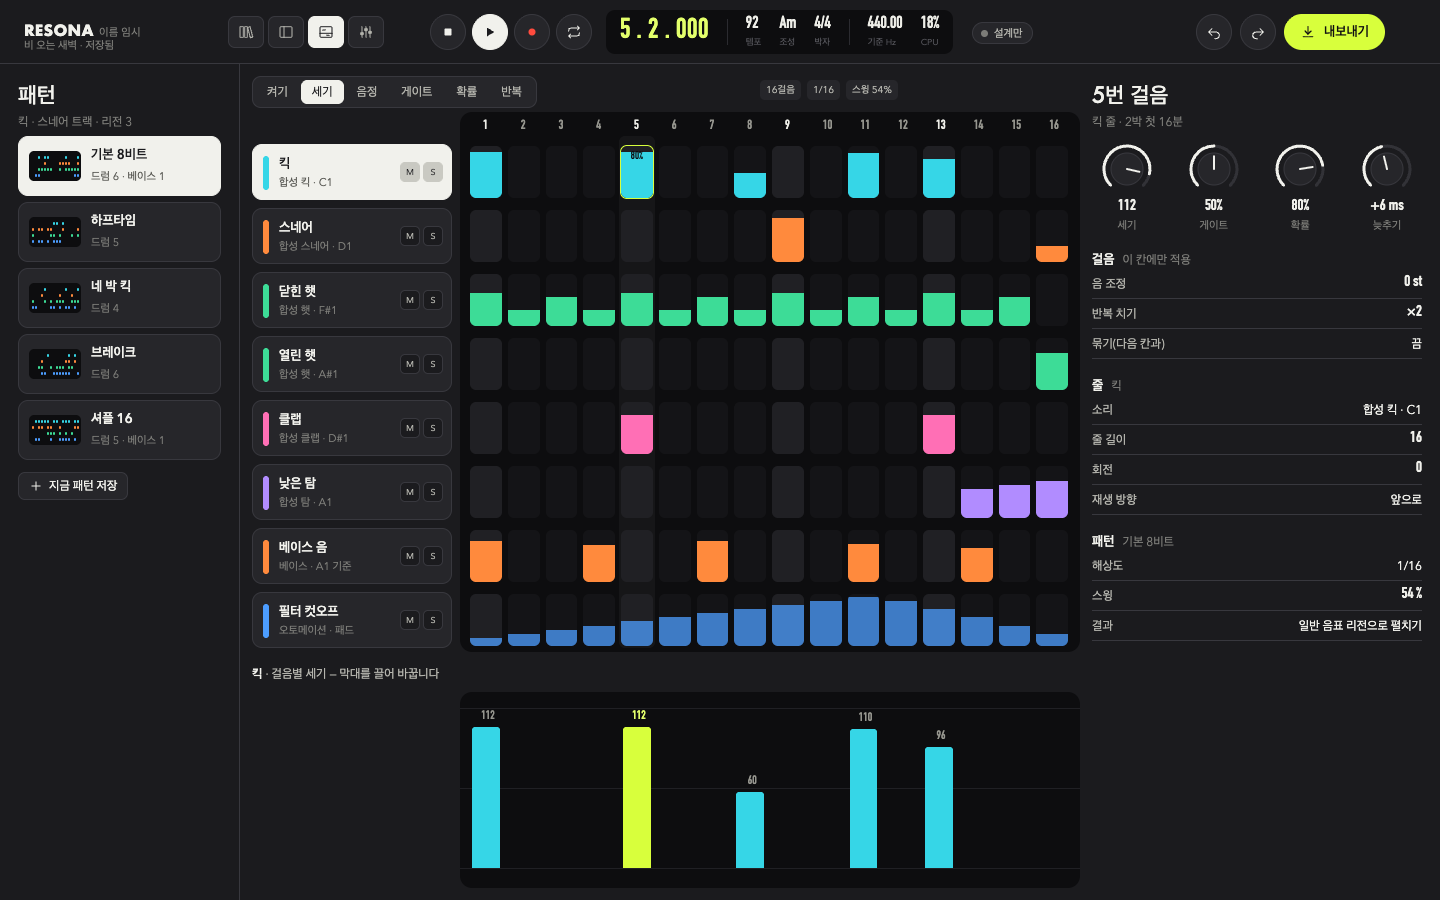 RESONA 이름 임시
비 오는 새벽 · 저장됨
5.2.000
92 Am 4/4 440.00 18%
템포 조성 박자 기준 Hz CPU
설계만
내보내기
패턴
킥 · 스네어 트랙 · 리전 3
기본 8비트
드럼 6 · 베이스 1
하프타임
드럼 5
네 박 킥
드럼 4
브레이크
드럼 6
셔플 16
드럼 5 · 베이스 1
지금 패턴 저장
켜기 세기 음정 게이트 확률 반복
16걸음 1/16 스윙 54%
1 2 3 4 5 6 7 8 9 10 11 12 13 14 15 16
킥
합성 킥 · C1
M S
80%
스네어
합성 스네어 · D1
M S
닫힌 햇
합성 햇 · F#1
M S
열린 햇
합성 햇 · A#1
M S
클랩
합성 클랩 · D#1
M S
낮은 탐
합성 탐 · A1
M S
베이스 음
베이스 · A1 기준
M S
필터 컷오프
오토메이션 · 패드
M S
킥 · 걸음별 세기 – 막대를 끌어 바꿉니다
112 112 60 110 96
5번 걸음
킥 줄 · 2박 첫 16분
112 50% 80% +6 ms
세기 게이트 확률 늦추기
걸음 이 칸에만 적용
음 조정 0 st
반복 치기 ×2
묶기(다음 칸과) 끔
줄 킥
소리 합성 킥 · C1
줄 길이 16
회전 0
재생 방향 앞으로
패턴 기본 8비트
해상도 1/16
스윙 54 %
결과 일반 음표 리전으로 펼치기